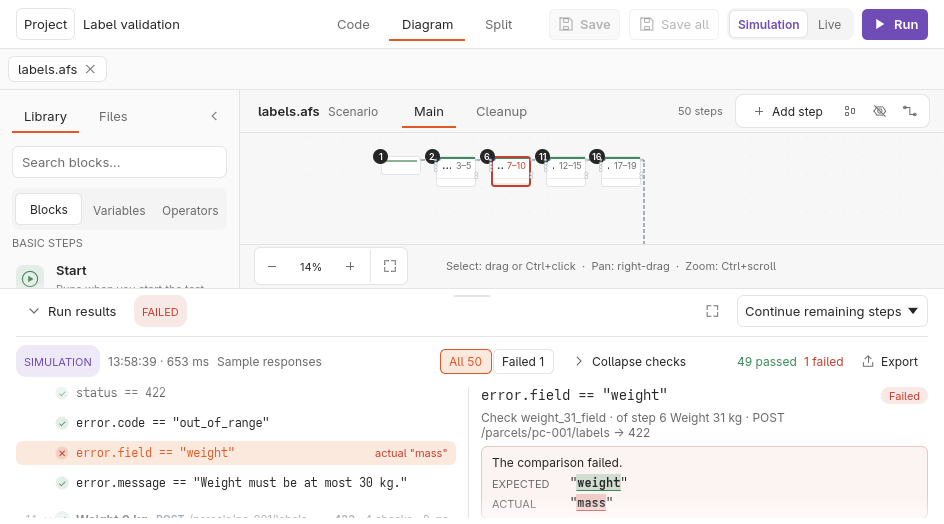 Project Label validation Code Diagram Split Save Save all Simulation Live Run
labels.afs
Library Files
labels.afs Scenario Main Cleanup 50 steps Add step
Search blocks...
Blocks Variables Operators
BASIC STEPS
Start
1 2 ... 3–5 6 .. 7–10 11 . 12–15 16 . 17–19
14% Select: drag or Ctrl+click · Pan: right-drag · Zoom: Ctrl+scroll
Run results FAILED Continue remaining steps
SIMULATION 13:58:39 · 653 ms Sample responses All 50 Failed 1 Collapse checks 49 passed 1 failed Export
status == 422
error.code == "out_of_range"
error.field == "weight" actual "mass"
error.message == "Weight must be at most 30 kg."
error.field == "weight" Failed
Check weight_31_field · of step 6 Weight 31 kg · POST
/parcels/pc-001/labels → 422
The comparison failed.
EXPECTED "weight"
ACTUAL "mass"